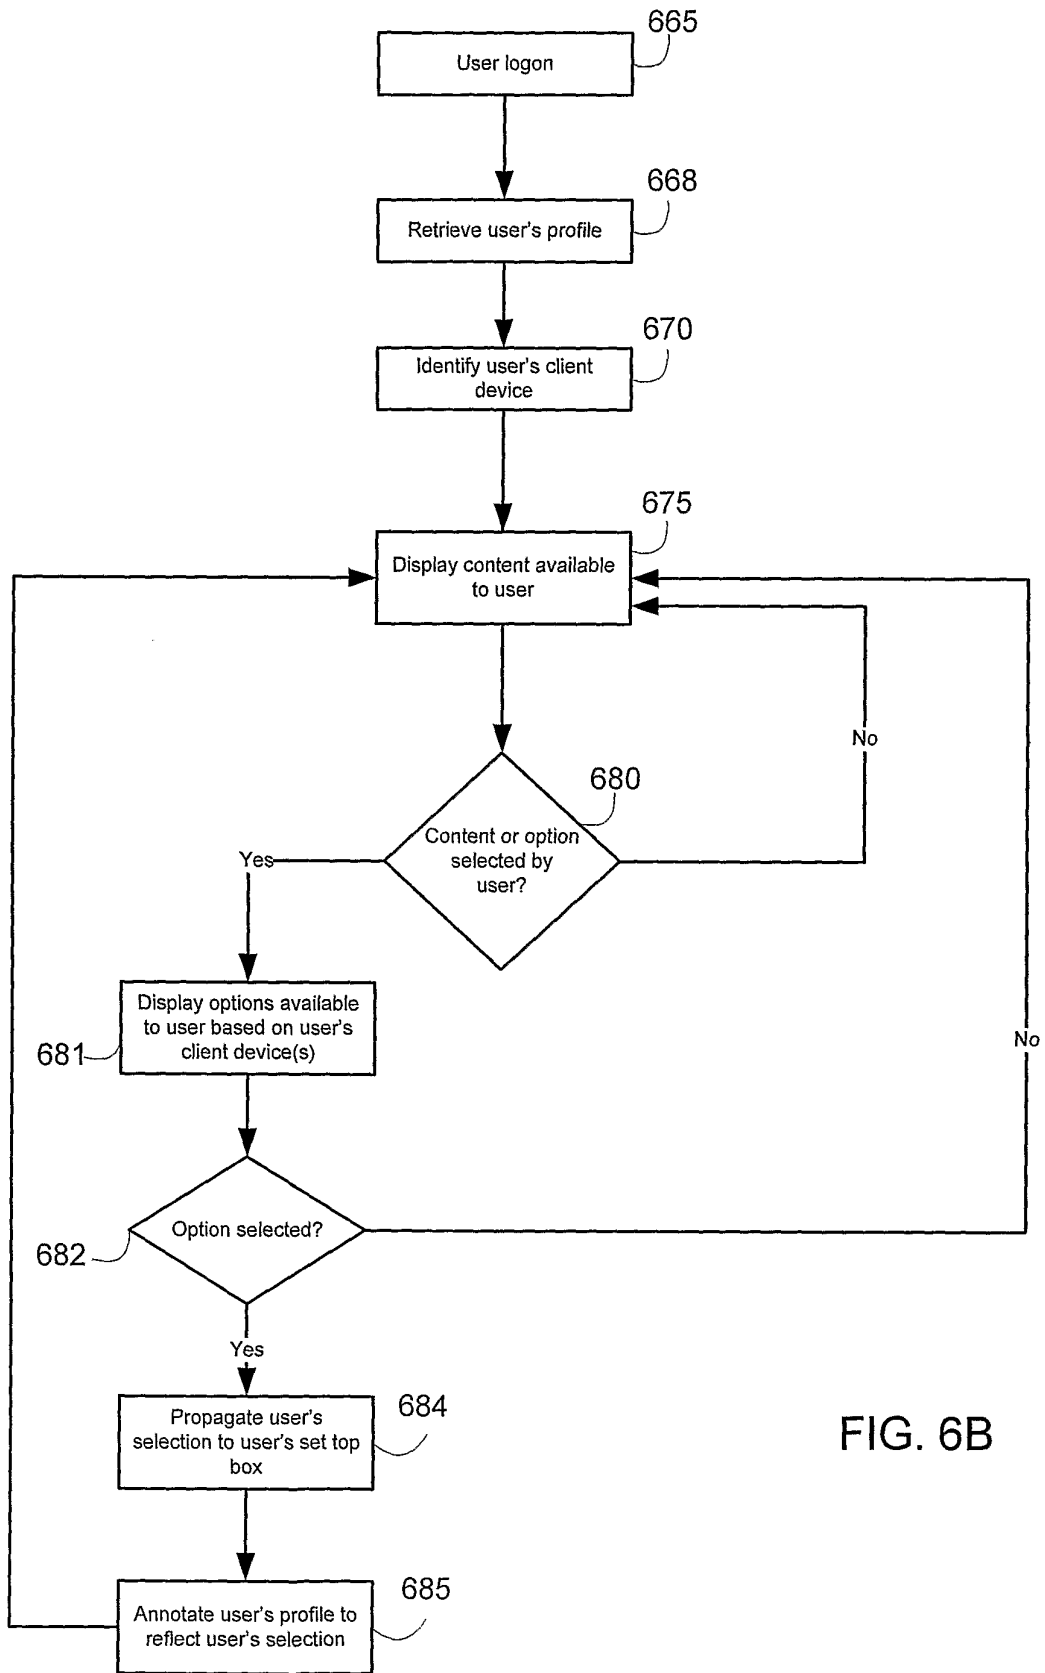 665
User logon
668
Retrieve user's profile
670
Identify user's client
device
675
Display content available
to user
No
680
Content or option
selected by
user?
Yes
Display options available
to user based on user's
client device(s)
681
No
Option selected?
682
Yes
684
Propagate user's
selection to user's set top
box
FIG. 6B
685
Annotate user's profile to
reflect user's selection